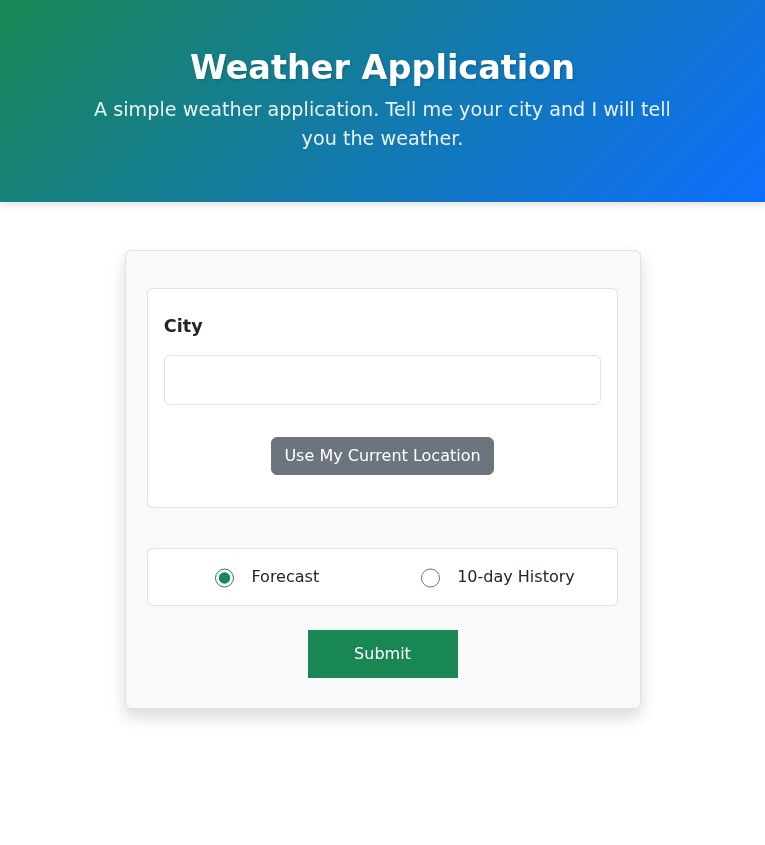 Weather Application
A simple weather application. Tell me your city and I will tell
you the weather.
City
Use My Current Location
Forecast
10-day History
Submit